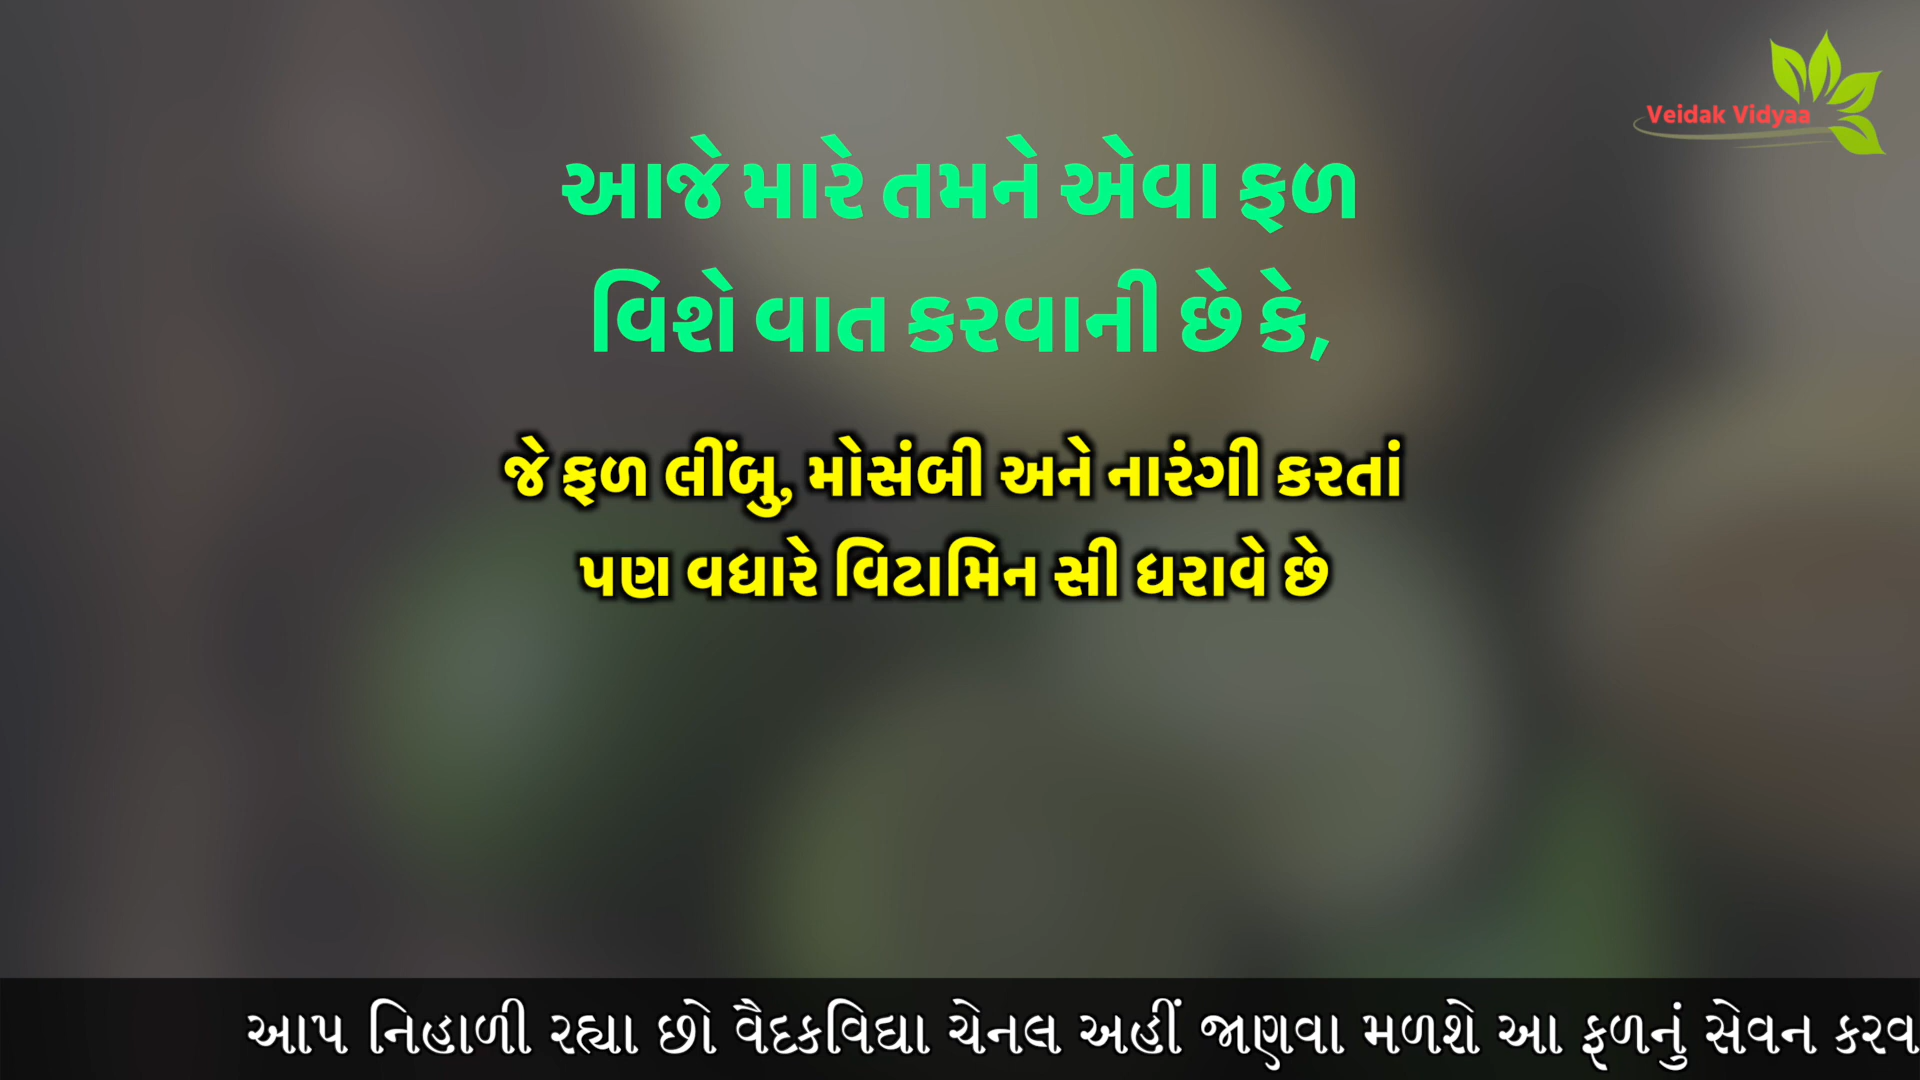 Veidak Vidyaa
આજે મારે તમને એવા ફળ
વિશે વાત કરવાની છે કે,
જે ફળ લીંબુ, મોસંબી અને નારંગી કરતાં
પણ વધારે વિટામિન સી ધરાવે છે
આપ નિહાળી રહ્યા છો વૈદકવિદ્યા ચેનલ અહીં જાણવા મળશે આ ફળનું સેવન કરવ